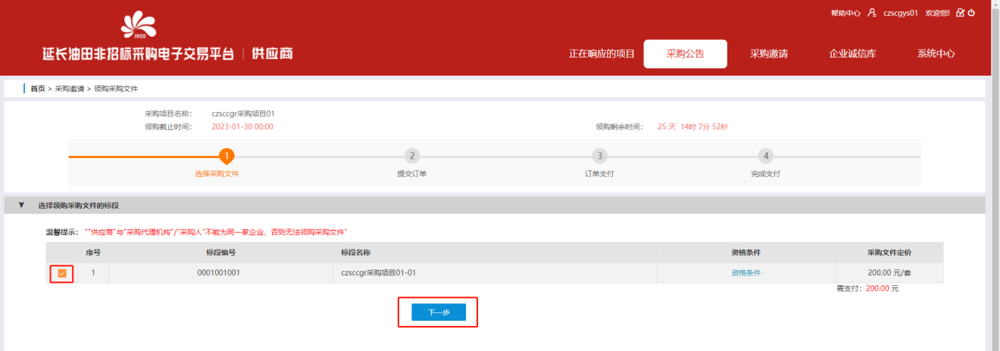 帮助中心 czscgys01 欢迎您!
1905
延长油田非招标采购电子交易平台 | 供应商
正在响应的项目 采购公告 采购邀请 企业诚信库 系统中心
首页 > 采购邀请 > 领购采购文件
采购项目名称: czsccgr采购项目01
领购截止时间: 2023-01-30 00:00 领购剩余时间: 25 天 14时 7分 52秒
1 2 3 4
选择采购文件 提交订单 订单支付 完成支付
选择领购采购文件的标段
温馨提示: ""供应商"与"采购代理机构"/"采购人"不能为同一家企业，否则无法领购采购文件"
序号 标段编号 标段名称 资格条件 采购文件定价
1 0001001001 czsccgr采购项目01-01 资格条件 200.00 元/套
需支付: 200.00 元
下一步